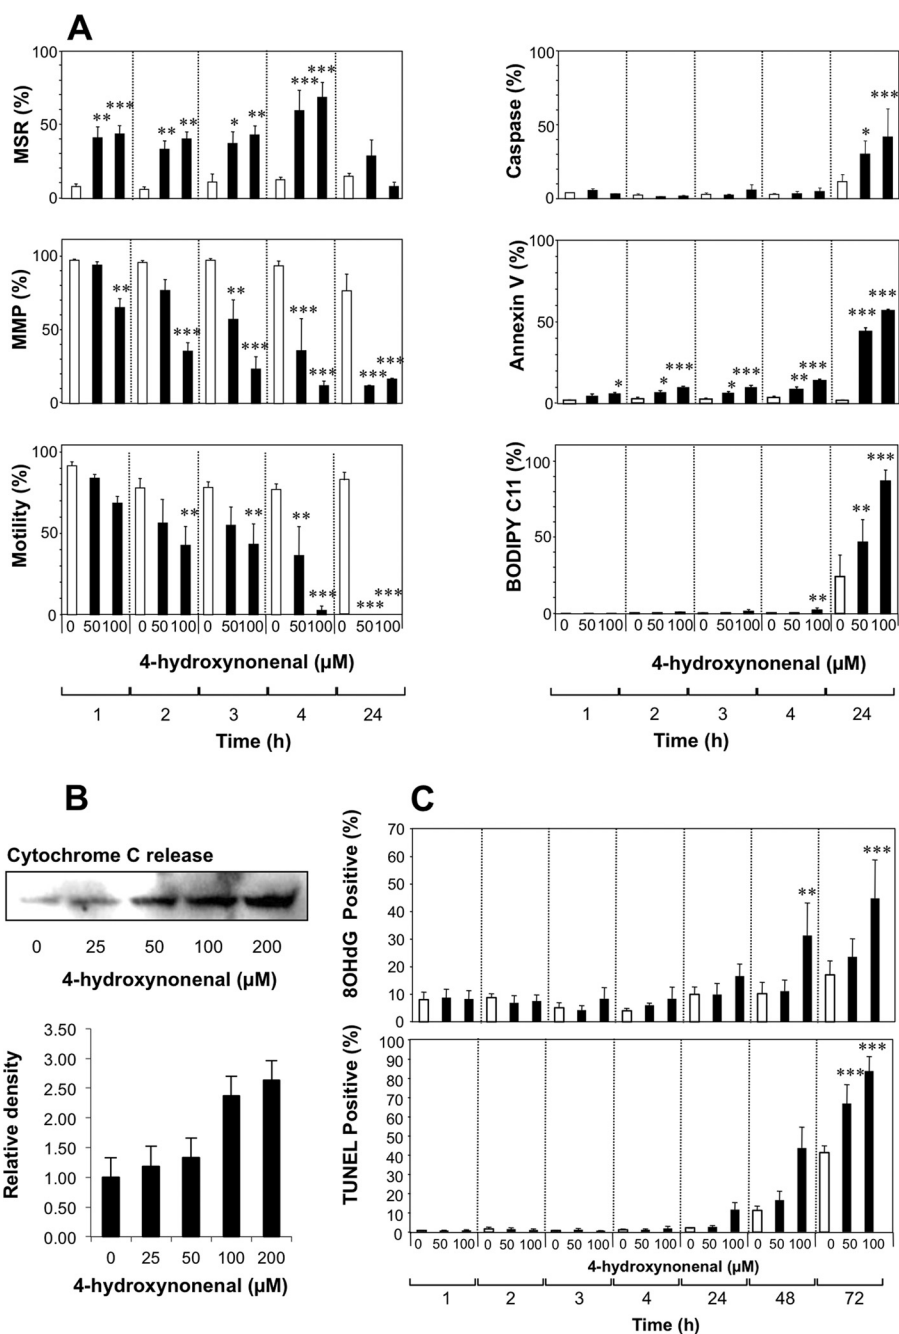 A
MSR (%)
100
50
0
** *** ** ** * ** *** ***
MMP (%)
100
50
0
** *** ** *** *** *** *** ***
Motility (%)
100
50
0
** ** ** *** *** ***
0 50 100 0 50 100 0 50 100 0 50 100 0 50 100
4-hydroxynonenal (µM)
1 2 3 4 24
Time (h)
Caspase (%)
100
50
0
* ***
Annexin V (%)
100
50
0
* * *** * *** ** *** *** ***
BODIPY C11 (%)
100
50
0
** ** ***
0 50 100 0 50 100 0 50 100 0 50 100 0 50 100
4-hydroxynonenal (µM)
1 2 3 4 24
Time (h)
B
Cytochrome C release
0 25 50 100 200
4-hydroxynonenal (µM)
Relative density
3.50
3.00
2.50
2.00
1.50
1.00
0.50
0.00
0 25 50 100 200
4-hydroxynonenal (µM)
C
8OHdG Positive (%)
70
60
50
40
30
20
10
0
** ***
TUNEL Positive (%)
100
90
80
70
60
50
40
30
20
10
0
*** ***
0 50 100 0 50 100 0 50 100 0 50 100 0 50 100 0 50 100 0 50 100
4-hydroxynonenal (µM)
1 2 3 4 24 48 72
Time (h)